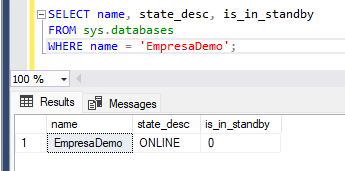 SELECT name, state_desc, is_in_standby
FROM sys.databases
WHERE name = 'EmpresaDemo';
100 %
Results Messages
name state_desc is_in_standby
1 EmpresaDemo ONLINE 0